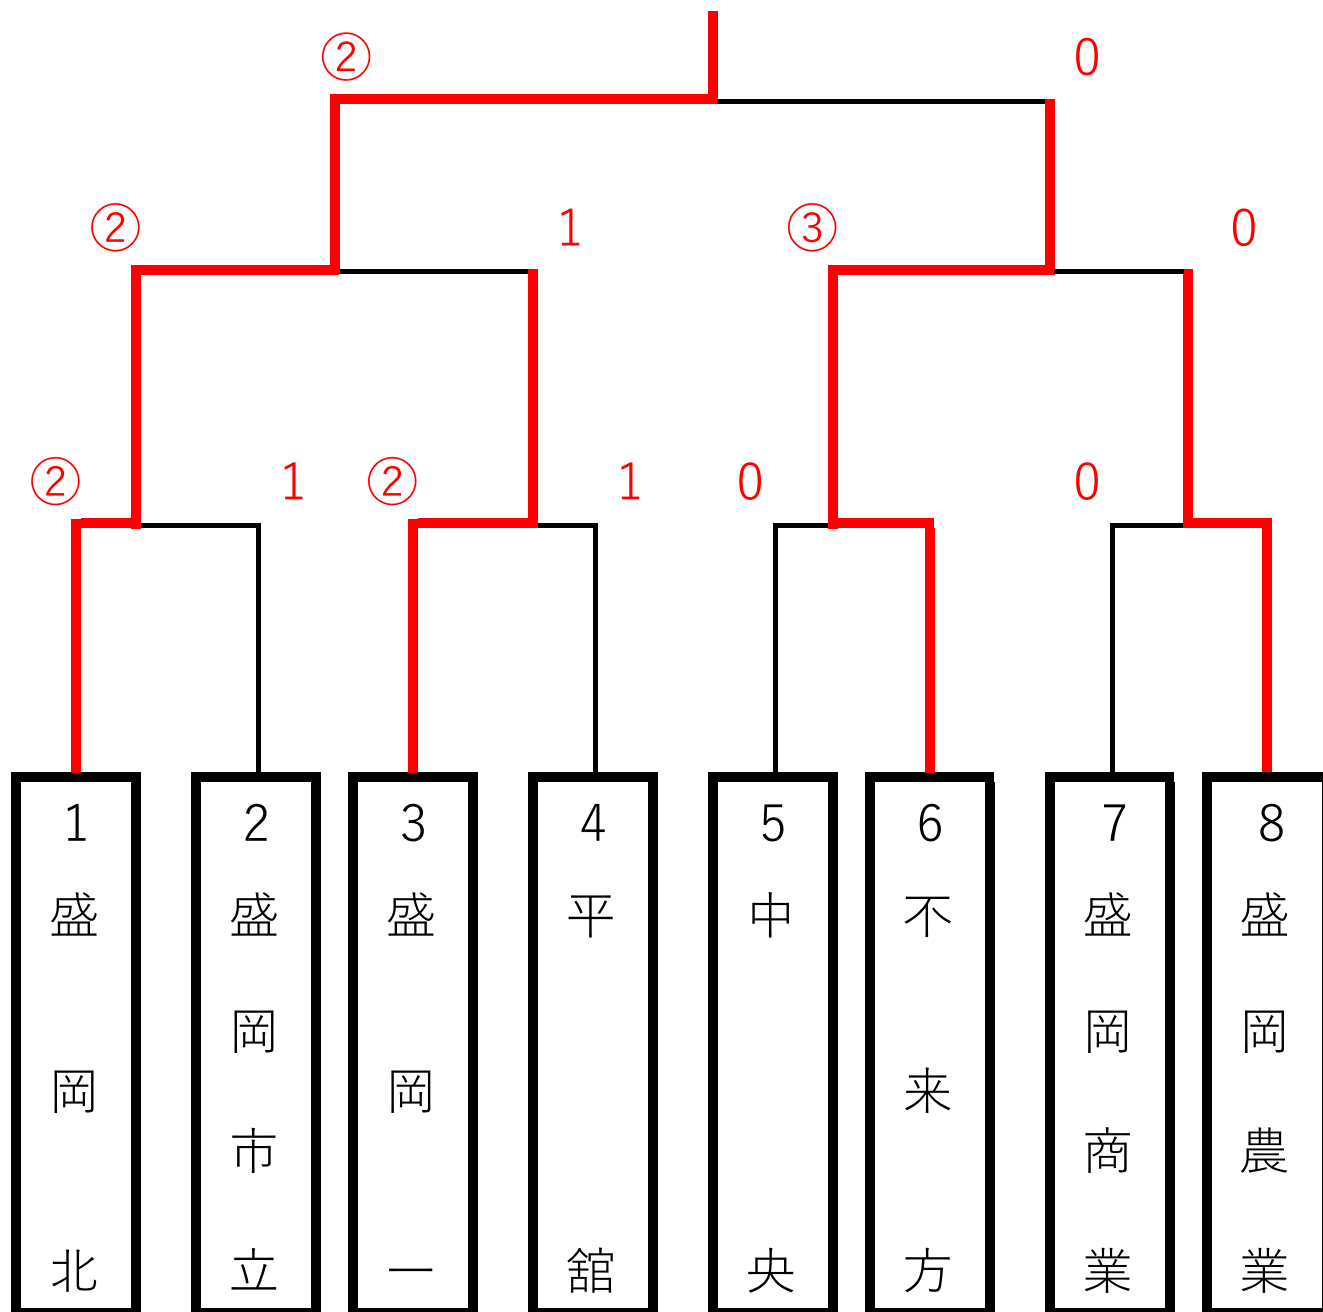 ② 0
② 1 ③ 0
② 1 ② 1 0 0
1 2 3 4 5 6 7 8
盛岡北
盛岡市立
盛岡一
平舘
中央
不来方
盛岡商業
盛岡農業